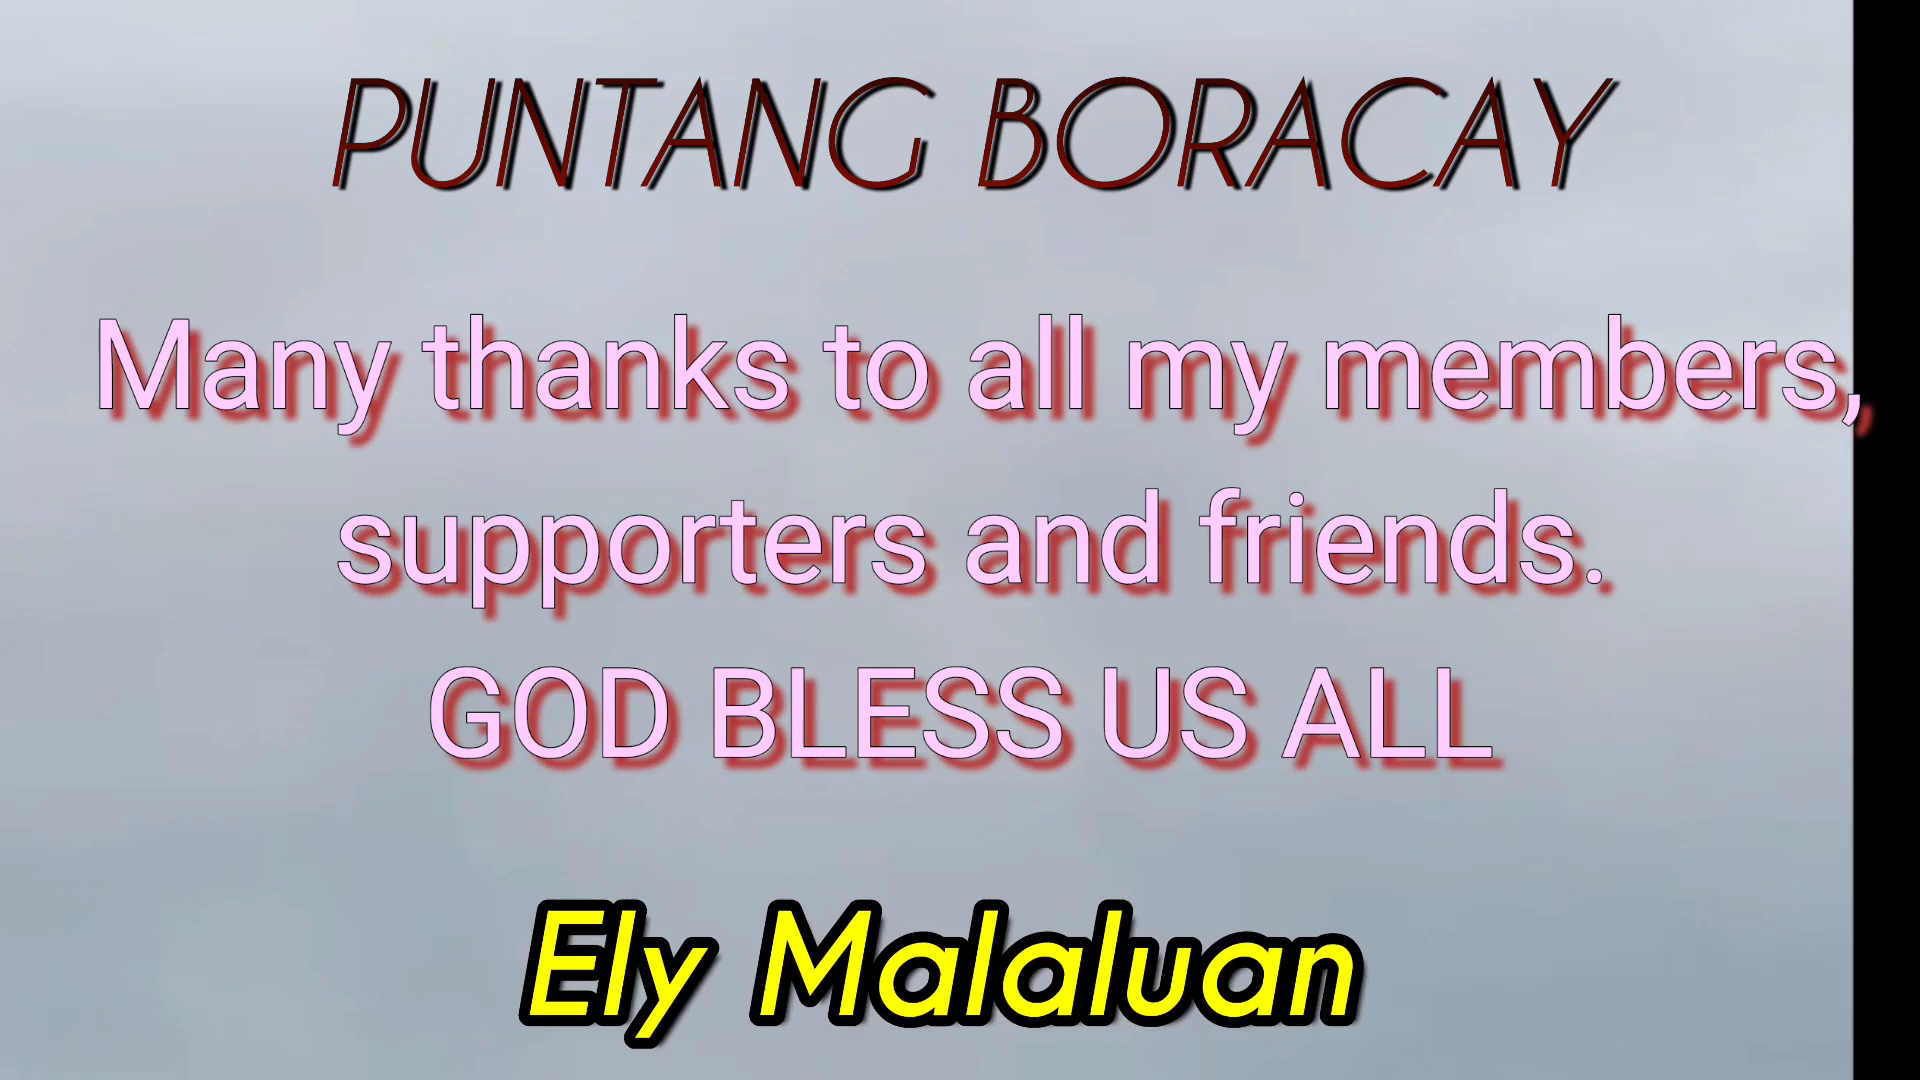 PUNTANG BORACAY
Many thanks to all my members,
supporters and friends.
GOD BLESS US ALL
Ely Malaluan